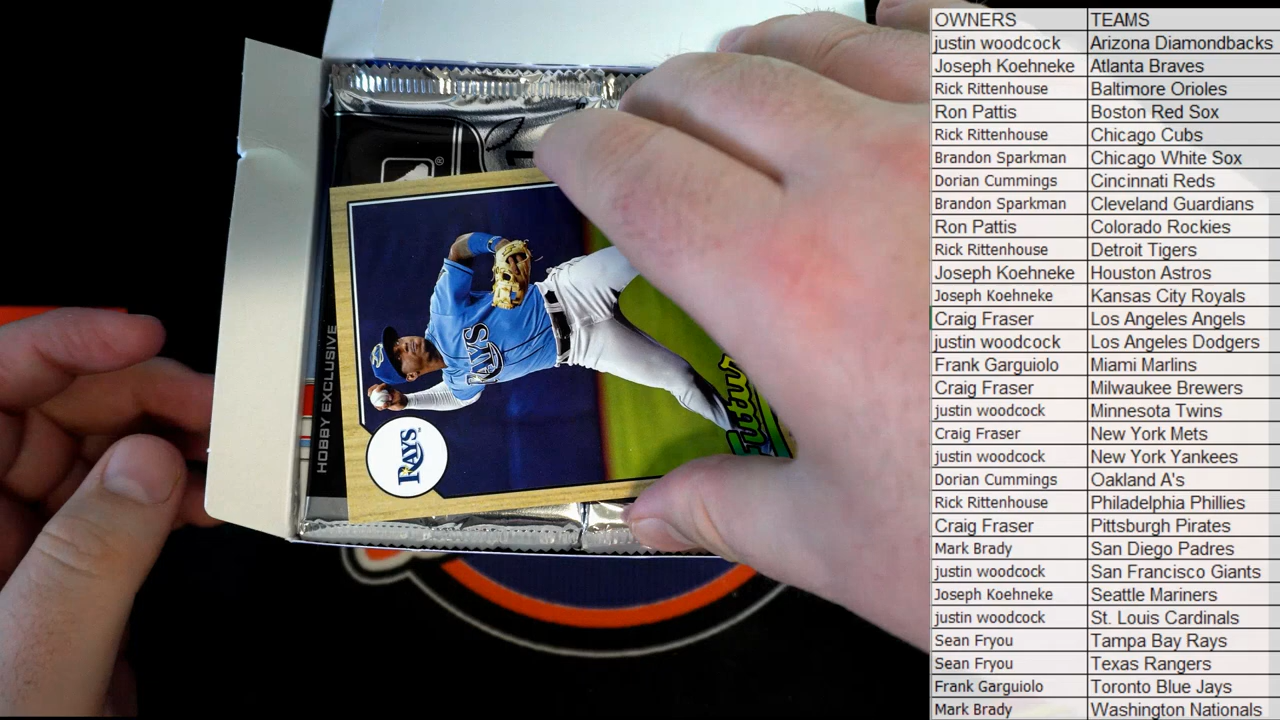 OWNERS TEAMS
justin woodcock Arizona Diamondbacks
Joseph Koehneke Atlanta Braves
Rick Rittenhouse Baltimore Orioles
Ron Pattis Boston Red Sox
Rick Rittenhouse Chicago Cubs
Brandon Sparkman Chicago White Sox
Dorian Cummings Cincinnati Reds
Brandon Sparkman Cleveland Guardians
Ron Pattis Colorado Rockies
Rick Rittenhouse Detroit Tigers
Joseph Koehneke Houston Astros
Joseph Koehneke Kansas City Royals
Craig Fraser Los Angeles Angels
justin woodcock Los Angeles Dodgers
Frank Garguiolo Miami Marlins
Craig Fraser Milwaukee Brewers
justin woodcock Minnesota Twins
Craig Fraser New York Mets
justin woodcock New York Yankees
Dorian Cummings Oakland A's
Rick Rittenhouse Philadelphia Phillies
Craig Fraser Pittsburgh Pirates
Mark Brady San Diego Padres
justin woodcock San Francisco Giants
Joseph Koehneke Seattle Mariners
justin woodcock St. Louis Cardinals
Sean Fryou Tampa Bay Rays
Sean Fryou Texas Rangers
Frank Garguiolo Toronto Blue Jays
Mark Brady Washington Nationals
HOBBY EXCLUSIVE
RAYS
RAYS